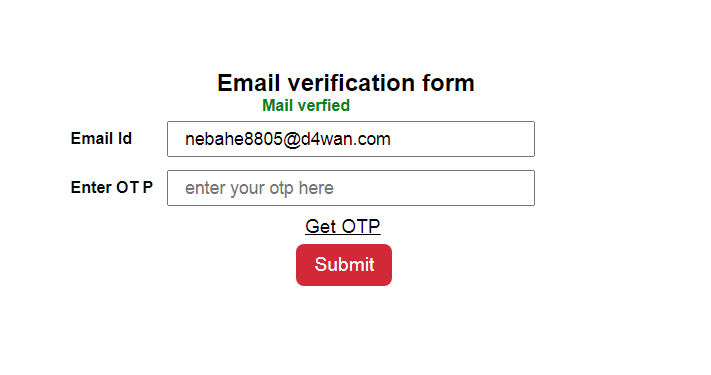 Email verification form
Mail verfied
Email Id nebahe8805@d4wan.com
Enter OT P enter your otp here
Get OTP
Submit